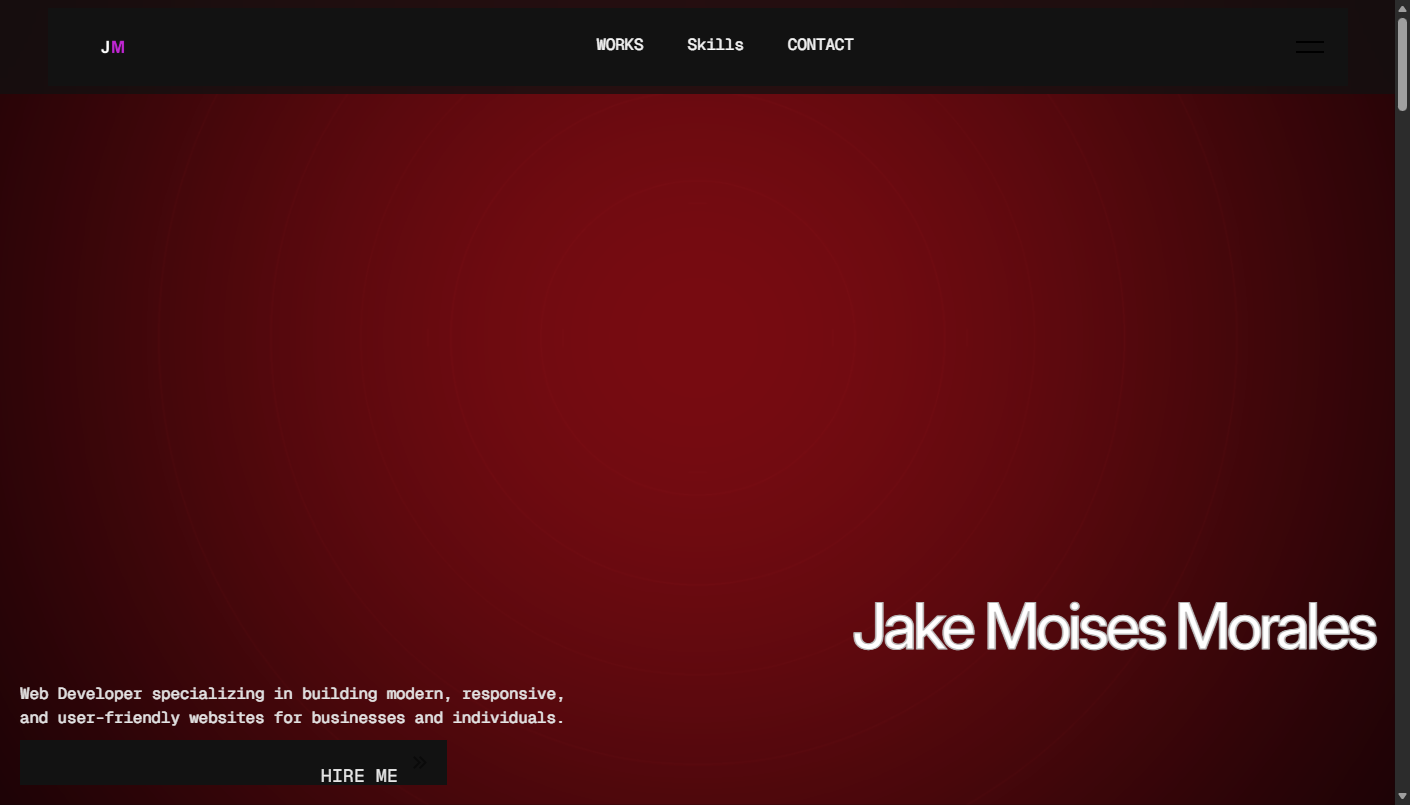 JM
WORKS Skills CONTACT
Jake Moises Morales
Web Developer specializing in building modern, responsive,
and user-friendly websites for businesses and individuals.
HIRE ME »